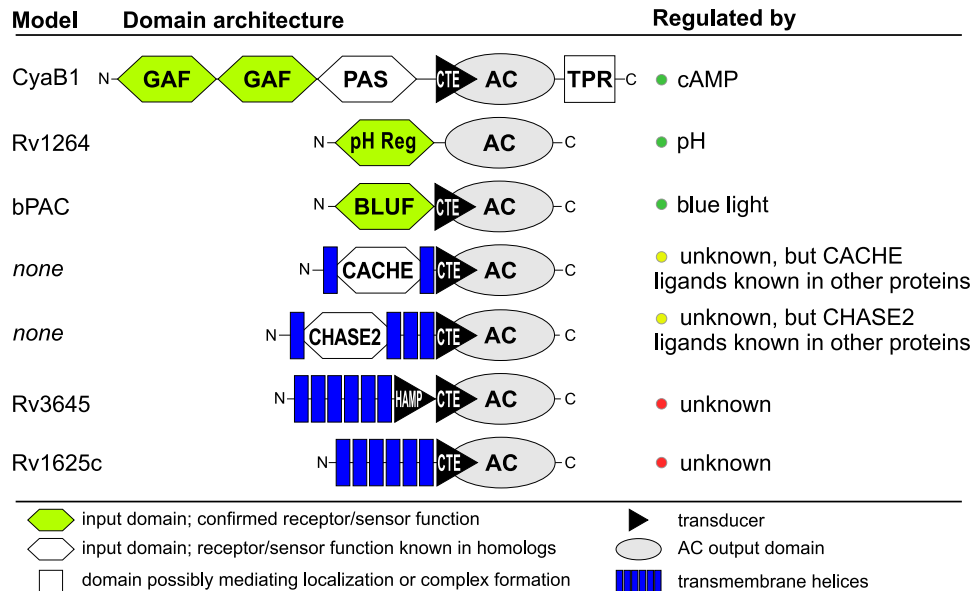 Model Domain architecture Regulated by
CyaB1 N GAF GAF PAS CTE AC TPR C cAMP
Rv1264 N pH Reg AC C pH
bPAC N BLUF CTE AC C blue light
none N CACHE CTE AC C unknown, but CACHE
ligands known in other proteins
none N CHASE2 CTE AC C unknown, but CHASE2
ligands known in other proteins
Rv3645 N HAMP CTE AC C unknown
Rv1625c N CTE AC C unknown
input domain; confirmed receptor/sensor function transducer
input domain; receptor/sensor function known in homologs AC output domain
domain possibly mediating localization or complex formation transmembrane helices